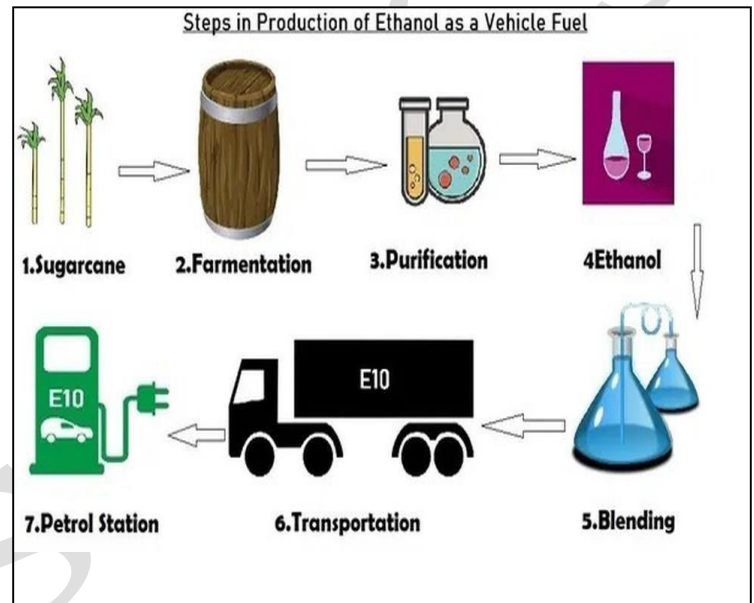 Steps in Production of Ethanol as a Vehicle Fuel
1.Sugarcane
2.Farmentation
3.Purification
4Ethanol
E10
E10
7.Petrol Station
6.Transportation
5.Blending